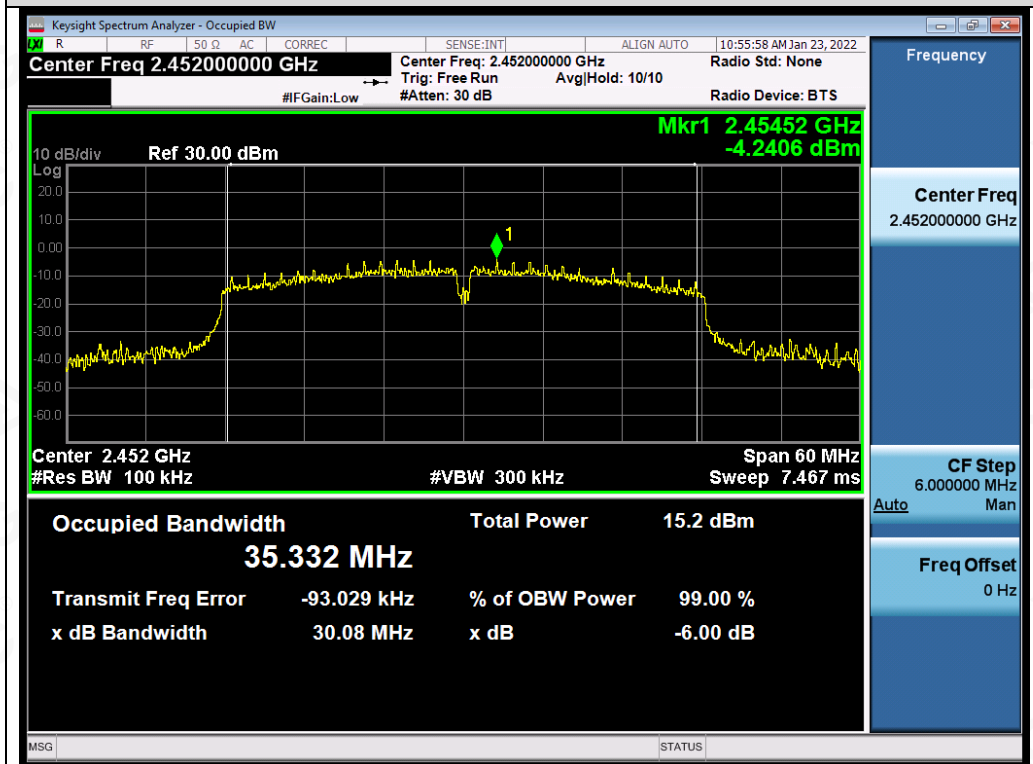 Keysight Spectrum Analyzer - Occupied BW
LXI R RF 50 Ω AC CORREC SENSE:INT ALIGN AUTO 10:55:58 AM Jan 23, 2022
Center Freq 2.452000000 GHz
Center Freq: 2.452000000 GHz Radio Std: None
Trig: Free Run Avg|Hold: 10/10
#IFGain:Low #Atten: 30 dB Radio Device: BTS
Mkr1 2.45452 GHz
-4.2406 dBm
10 dB/div Ref 30.00 dBm
Log
20.0
10.0
0.00
-10.0
-20.0
-30.0
-40.0
-50.0
-60.0
1
Center 2.452 GHz Span 60 MHz
#Res BW 100 kHz #VBW 300 kHz Sweep 7.467 ms
Occupied Bandwidth Total Power 15.2 dBm
35.332 MHz
Transmit Freq Error -93.029 kHz % of OBW Power 99.00 %
x dB Bandwidth 30.08 MHz x dB -6.00 dB
MSG STATUS
Frequency
Center Freq
2.452000000 GHz
CF Step
6.000000 MHz
Auto Man
Freq Offset
0 Hz